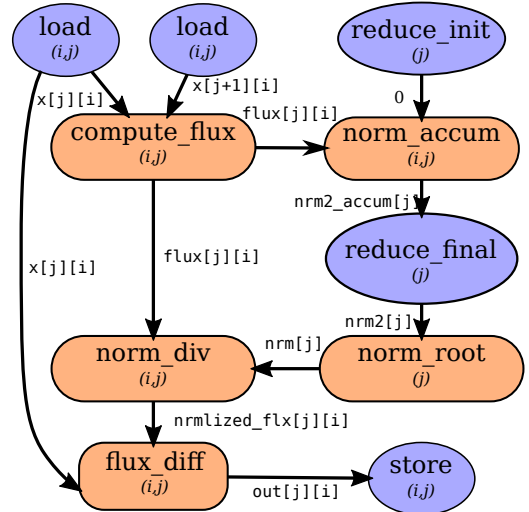 load
(i,j)
load
(i,j)
reduce_init
(j)
x[j][i]
x[j+1][i]
0
compute_flux
(i,j)
flux[j][i]
norm_accum
(i,j)
nrm2_accum[j]
reduce_final
(j)
x[j][i]
flux[j][i]
nrm2[j]
norm_div
(i,j)
nrm[j]
norm_root
(j)
nrmlized_flx[j][i]
flux_diff
(i,j)
out[j][i]
store
(i,j)